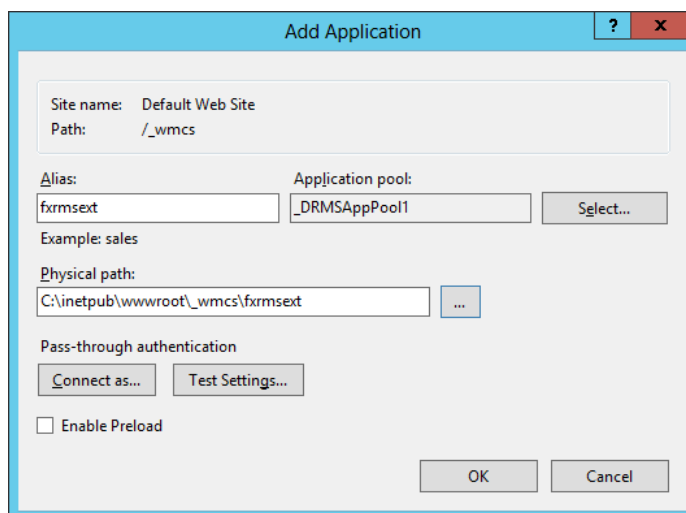 Add Application
?
x
Site name: Default Web Site
Path: /_wmcs
Alias: Application pool:
fxrmsext _DRMSAppPool1 Select...
Example: sales
Physical path:
C:\inetpub\wwwroot\_wmcs\fxrmsext ...
Pass-through authentication
Connect as... Test Settings...
Enable Preload
OK Cancel